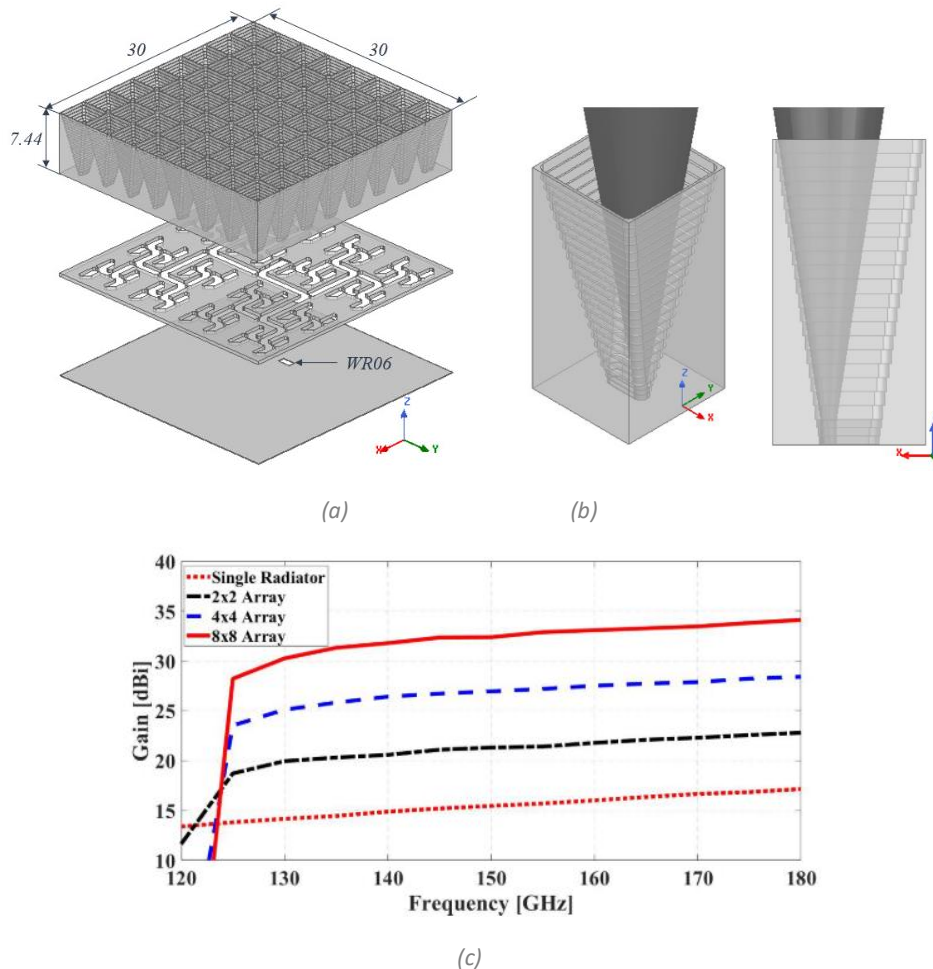 30
30
7.44
WR06
Z
X
Y
Z
Y
X
X
(a)
(b)
40
35
30
25
20
15
10
Gain [dBi]
Single Radiator
2x2 Array
4x4 Array
8x8 Array
120
130
140
150
160
170
180
Frequency [GHz]
(c)